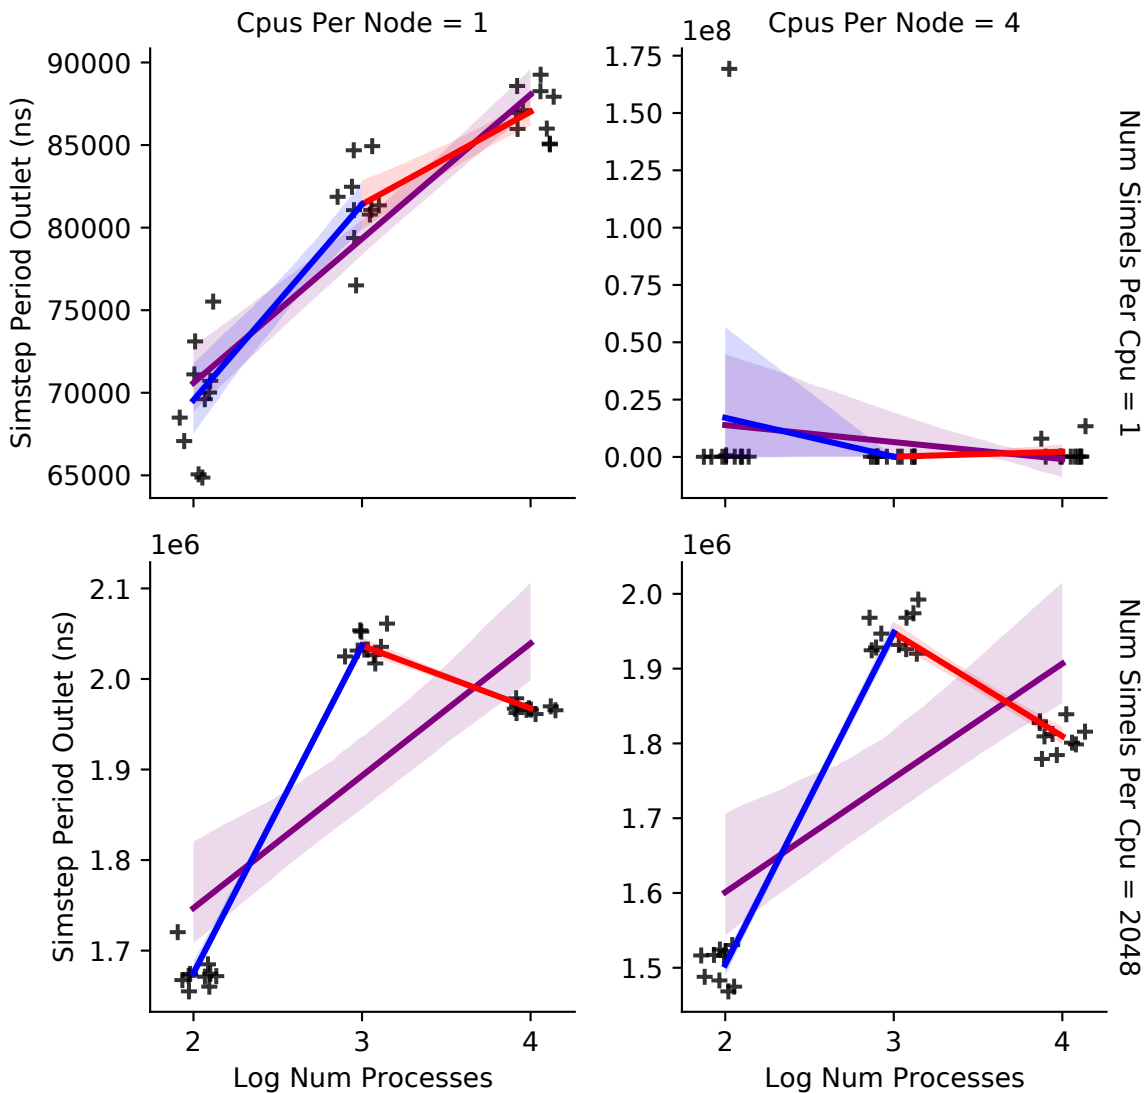 Cpus Per Node = 1
Cpus Per Node = 4
1e8
Simstep Period Outlet (ns)
90000
85000
80000
75000
70000
65000
1.75
1.50
1.25
1.00
0.75
0.50
0.25
0.00
Num Simels Per Cpu = 1
1e6
1e6
Simstep Period Outlet (ns)
2.1
2.0
1.9
1.8
1.7
2.0
1.9
1.8
1.7
1.6
1.5
Num Simels Per Cpu = 2048
2
3
4
2
3
4
Log Num Processes
Log Num Processes